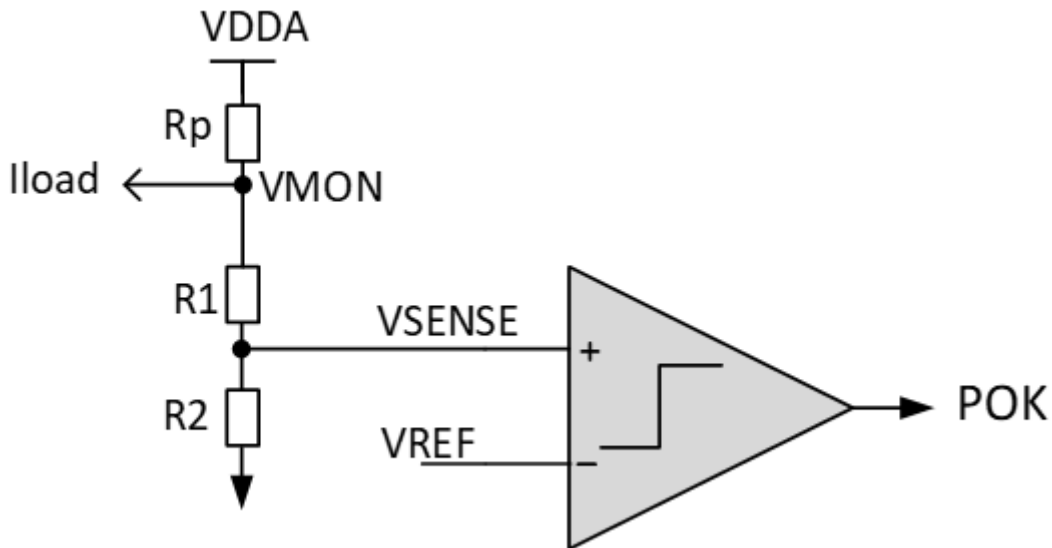 VDDA
Rp
Iload
VMON
R1
VSENSE
+
R2
VREF
−
POK